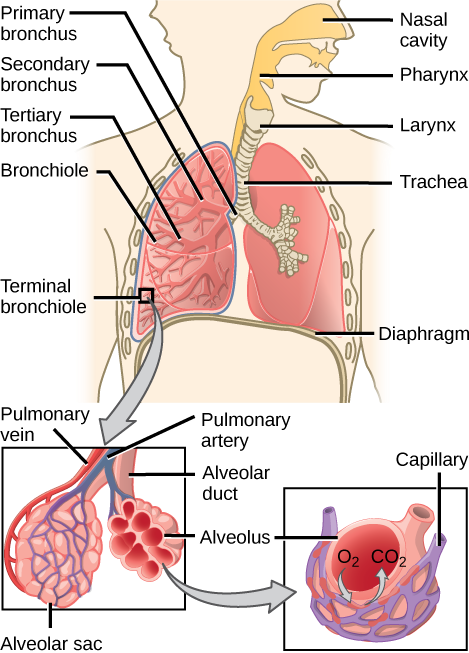 Primary
bronchus
Secondary
bronchus
Tertiary
bronchus
Bronchiole
Terminal
bronchiole
Nasal
cavity
Pharynx
Larynx
Trachea
Diaphragm
Pulmonary
vein
Pulmonary
artery
Alveolar
duct
Alveolus
Alveolar sac
Capillary
O2 CO2